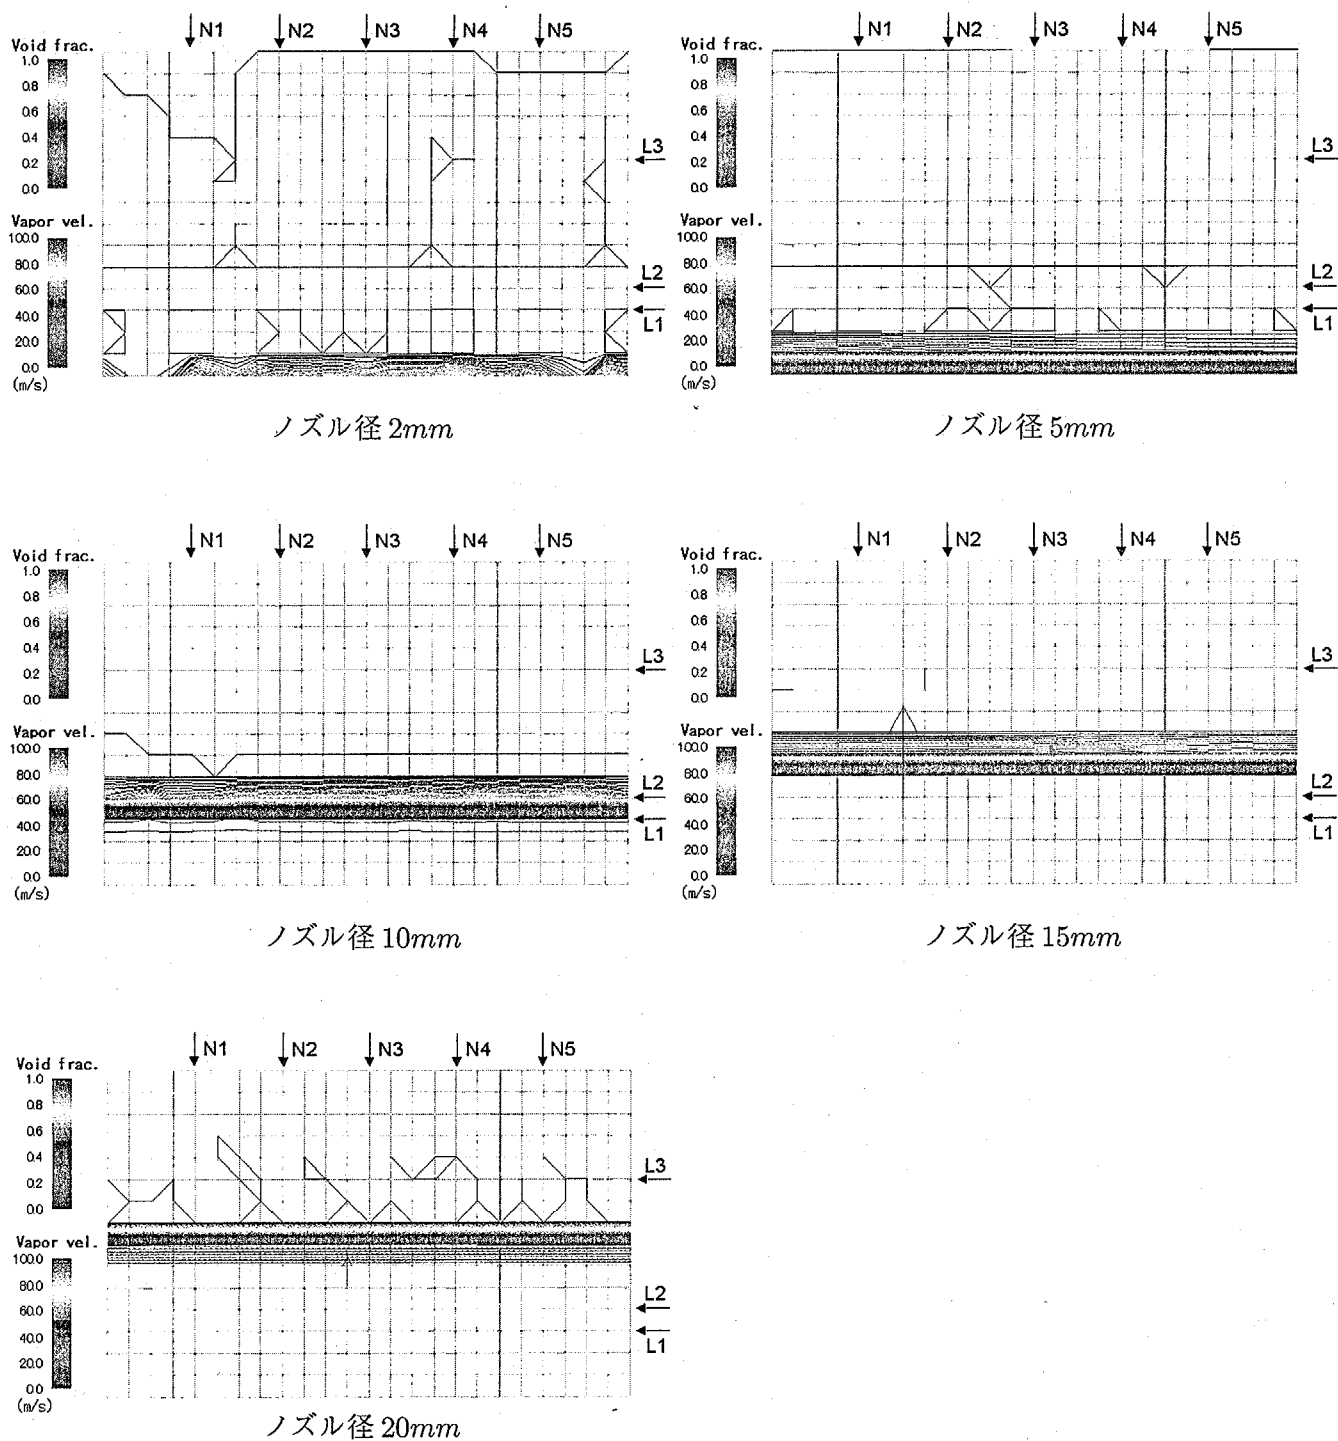 N1 N2 N3 N4 N5
Void frac.
1.0
0.8
0.6
0.4
0.2
0.0
L3
Vapor vel.
100.0
80.0
60.0
40.0
20.0
0.0
(m/s)
L2
L1
ノズル径 2mm
N1 N2 N3 N4 N5
Void frac.
1.0
0.8
0.6
0.4
0.2
0.0
L3
Vapor vel.
100.0
80.0
60.0
40.0
20.0
0.0
(m/s)
L2
L1
ノズル径 5mm
N1 N2 N3 N4 N5
Void frac.
1.0
0.8
0.6
0.4
0.2
0.0
L3
Vapor vel.
100.0
80.0
60.0
40.0
20.0
0.0
(m/s)
L2
L1
ノズル径 10mm
N1 N2 N3 N4 N5
Void frac.
1.0
0.8
0.6
0.4
0.2
0.0
L3
Vapor vel.
100.0
80.0
60.0
40.0
20.0
0.0
(m/s)
L2
L1
ノズル径 15mm
N1 N2 N3 N4 N5
Void frac.
1.0
0.8
0.6
0.4
0.2
0.0
L3
Vapor vel.
100.0
80.0
60.0
40.0
20.0
0.0
(m/s)
L2
L1
ノズル径 20mm